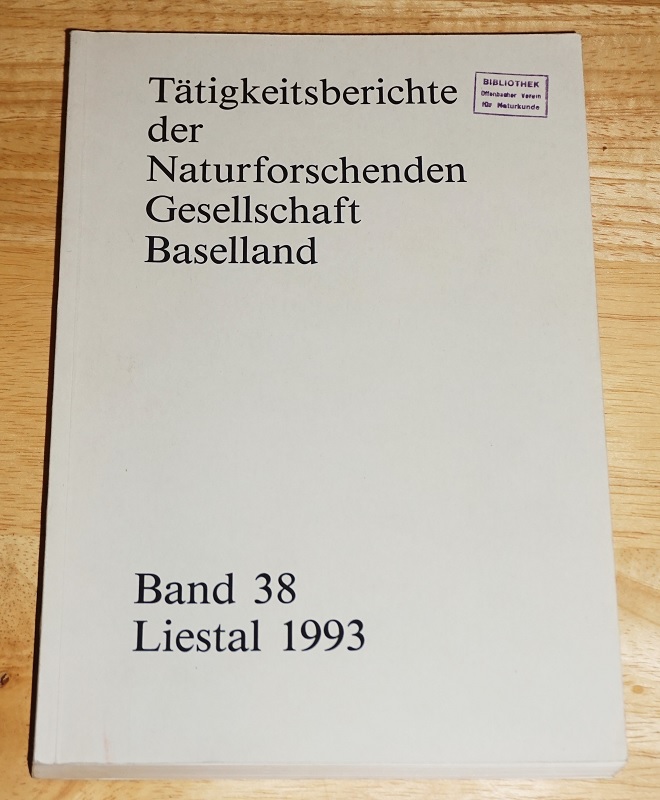 Tätigkeitsberichte
der
Naturforschenden
Gesellschaft
Baselland
BIBLIOTHEK
Offenbacher Verein
für Naturkunde
Band 38
Liestal 1993